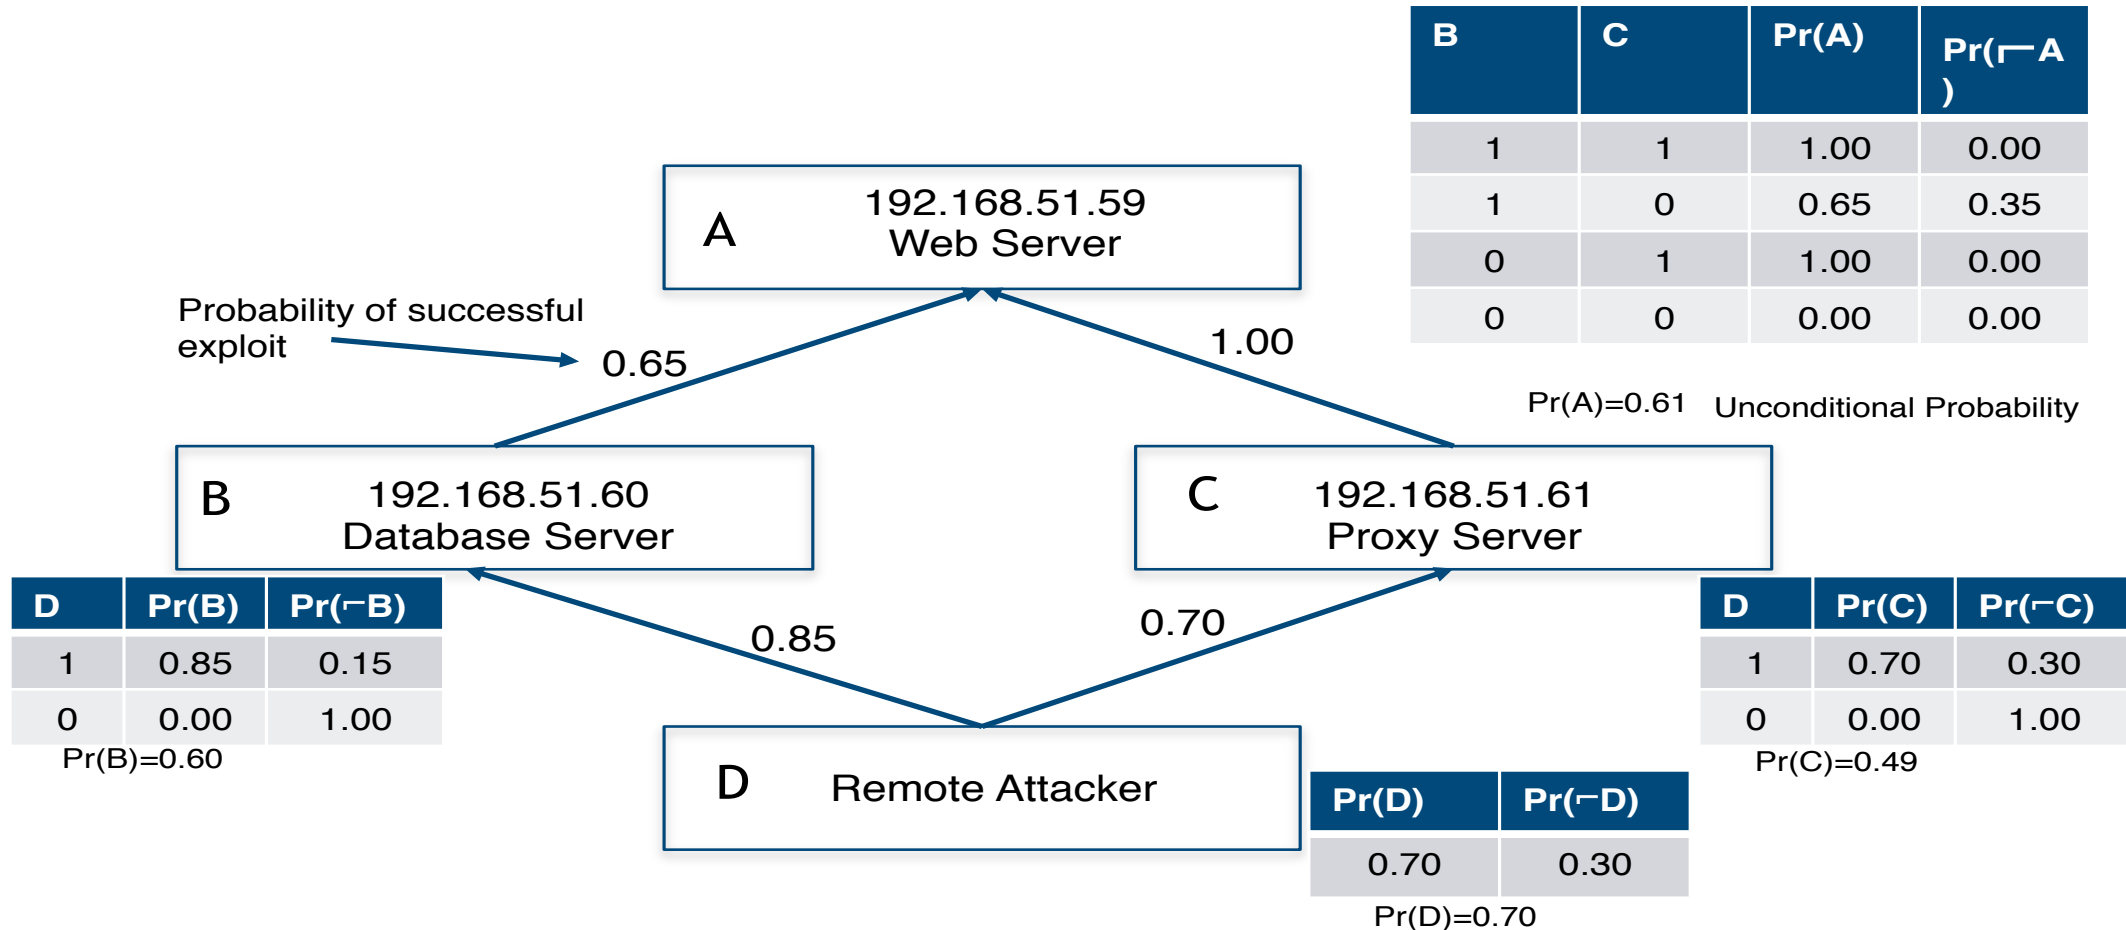 B C Pr(A) Pr(⌐A
)
1 1 1.00 0.00
1 0 0.65 0.35
0 1 1.00 0.00
0 0 0.00 0.00
Pr(A)=0.61 Unconditional Probability
A
192.168.51.59
Web Server
Probability of successful
exploit
0.65
1.00
B
192.168.51.60
Database Server
C
192.168.51.61
Proxy Server
D Pr(B) Pr(⌐B)
1 0.85 0.15
0 0.00 1.00
Pr(B)=0.60
0.85
0.70
D Pr(C) Pr(⌐C)
1 0.70 0.30
0 0.00 1.00
Pr(C)=0.49
D Remote Attacker
Pr(D) Pr(⌐D)
0.70 0.30
Pr(D)=0.70